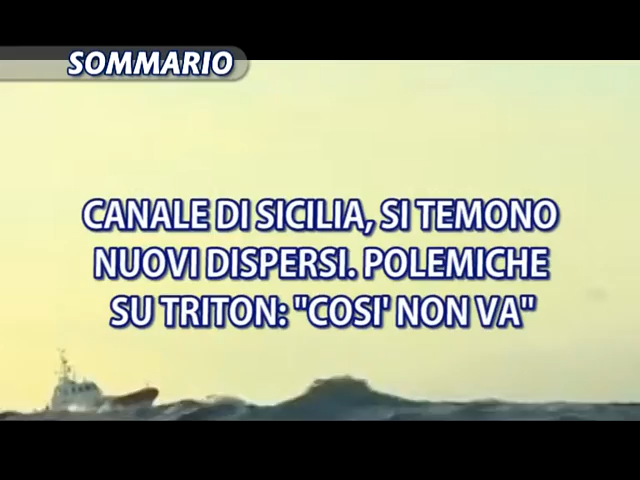 SOMMARIO
CANALE DI SICILIA, SI TEMONO
NUOVI DISPERSI. POLEMICHE
SU TRITON: "COSI' NON VA"